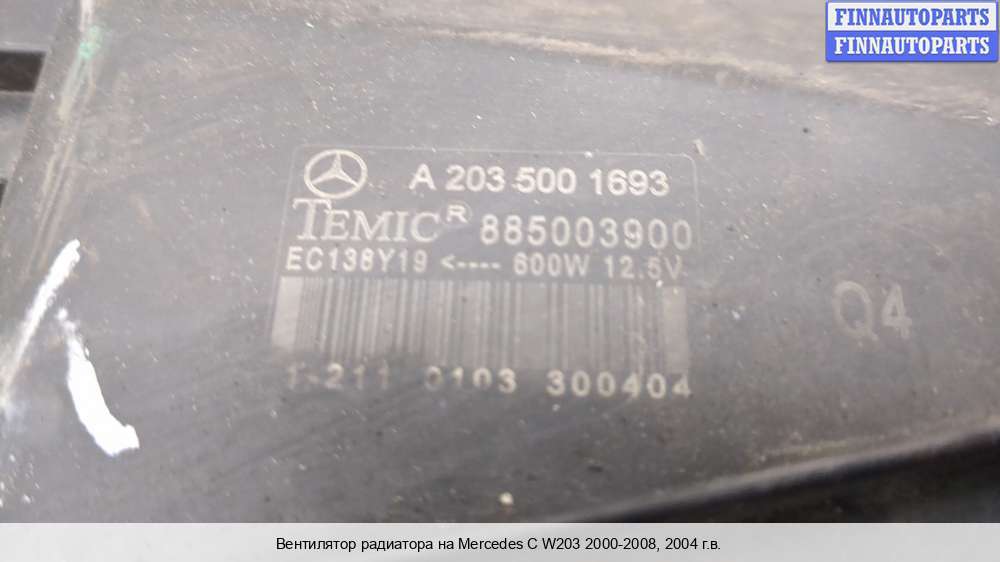 FINNAUTOPARTS
FINNAUTOPARTS
A 203 500 1693
TEMIC® 885003900
EC138Y19 <---- 600W 12.5V
Q4
211 0103 300404
Вентилятор радиатора на Mercedes C W203 2000-2008, 2004 г.в.